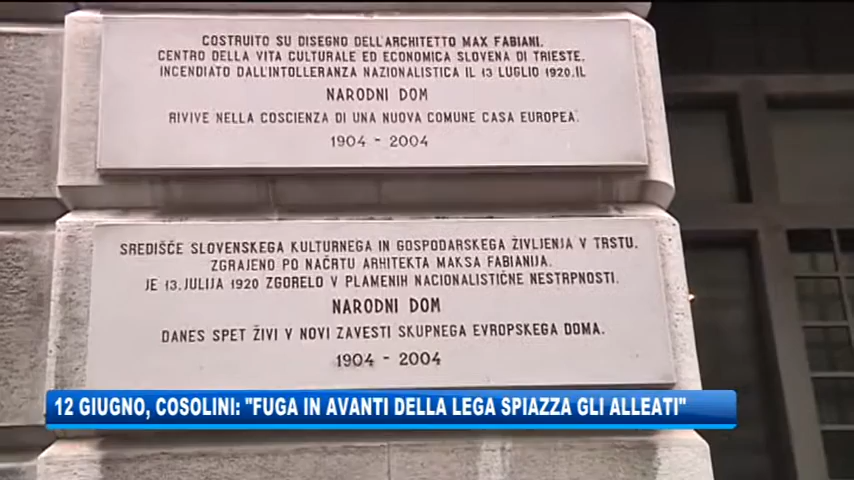 COSTRUITO SU DISEGNO DELL'ARCHITETTO MAX FABIANI.
CENTRO DELLA VITA CULTURALE ED ECONOMICA SLOVENA DI TRIESTE.
INCENDIATO DALL'INTOLLERANZA NAZIONALISTICA IL 13 LUGLIO 1920. IL
NARODNI DOM
RIVIVE NELLA COSCIENZA DI UNA NUOVA COMUNE CASA EUROPEA.
1904 - 2004
SREDIŠČE SLOVENSKEGA KULTURNEGA IN GOSPODARSKEGA ŽIVLJENJA V TRSTU.
ZGRAJENO PO NAČRTU ARHITEKTA MAKSA FABIANIJA.
JE 13. JULIJA 1920 ZGORELO V PLAMENIH NACIONALISTIČNE NESTRPNOSTI.
NARODNI DOM
DANES SPET ŽIVI V NOVI ZAVESTI SKUPNEGA EVROPSKEGA DOMA.
1904 - 2004
12 GIUGNO, COSOLINI: "FUGA IN AVANTI DELLA LEGA SPIAZZA GLI ALLEATI"